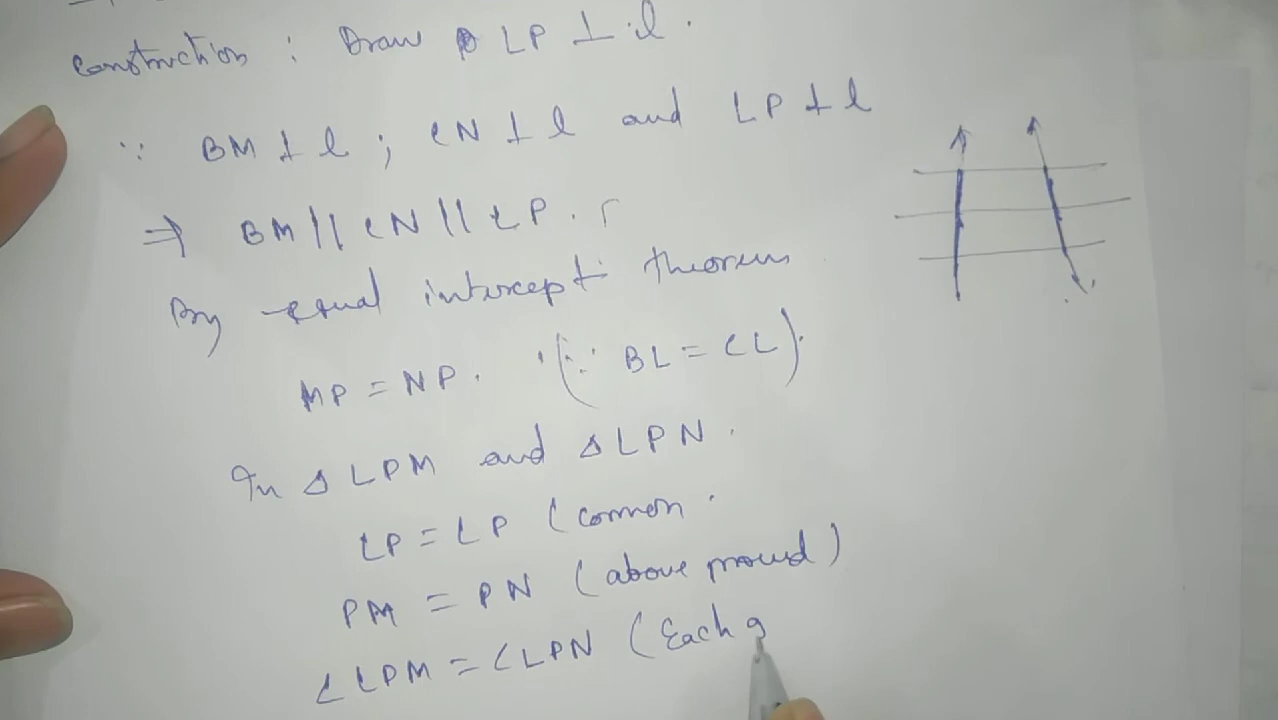 Construction : Draw LP ⊥ l.
∵ BM ⊥ l ; CN ⊥ l and LP ⊥ l
⇒ BM || CN || LP.
By equal intercept theorem
MP = NP. (∵ BL = CL).
In Δ LPM and Δ LPN.
LP = LP (common.
PM = PN (above proved)
∠LPM = ∠LPN (Each 9